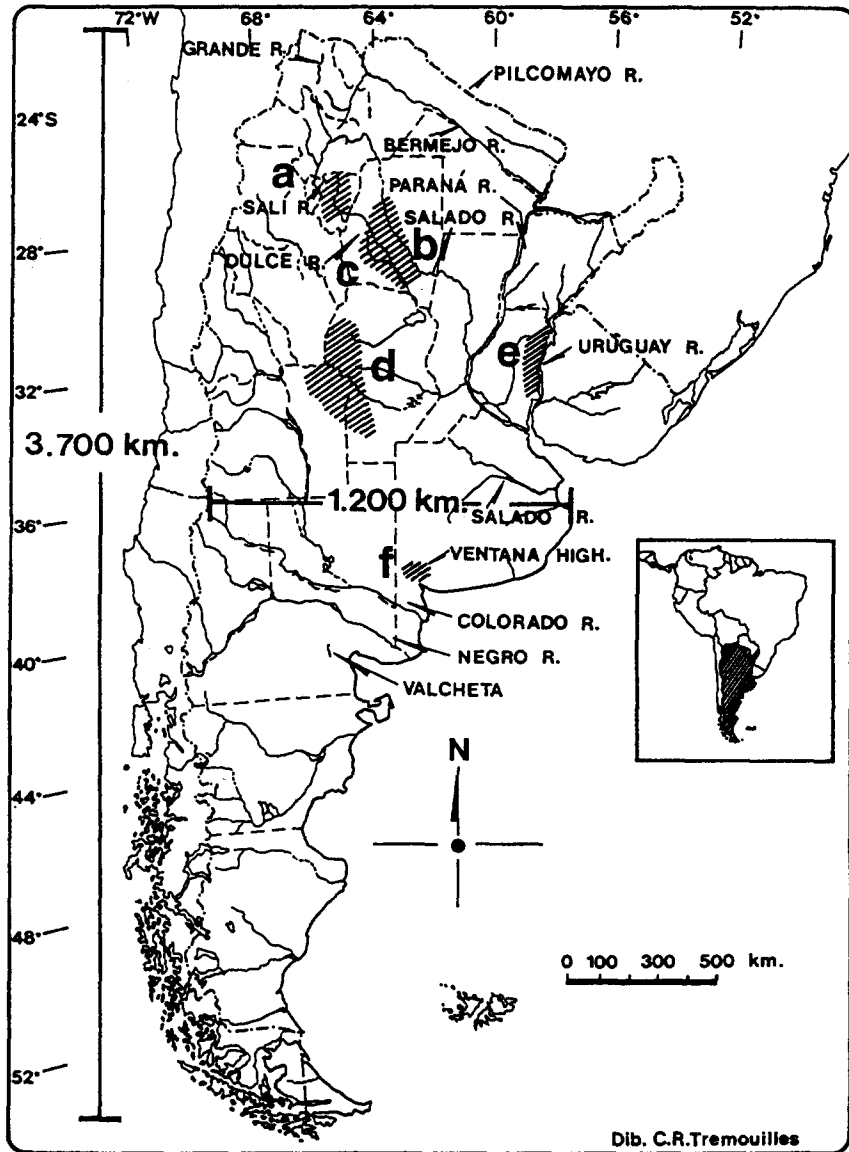 72°W 68° 64° 60° 56° 52°
GRANDE R.
PILCOMAYO R.
24°S
BERMEJO R.
a
PARANÁ R.
SALÍ R.
SALADO R.
b
28°
DULCE R.
c
e
URUGUAY R.
d
32°
3.700 km.
1.200 km.
SALADO R.
36°
f
VENTANA HIGH.
COLORADO R.
NEGRO R.
40°
VALCHETA
N
44°
48°
0 100 300 500 km.
52°
Dib. C.R.Tremouilles